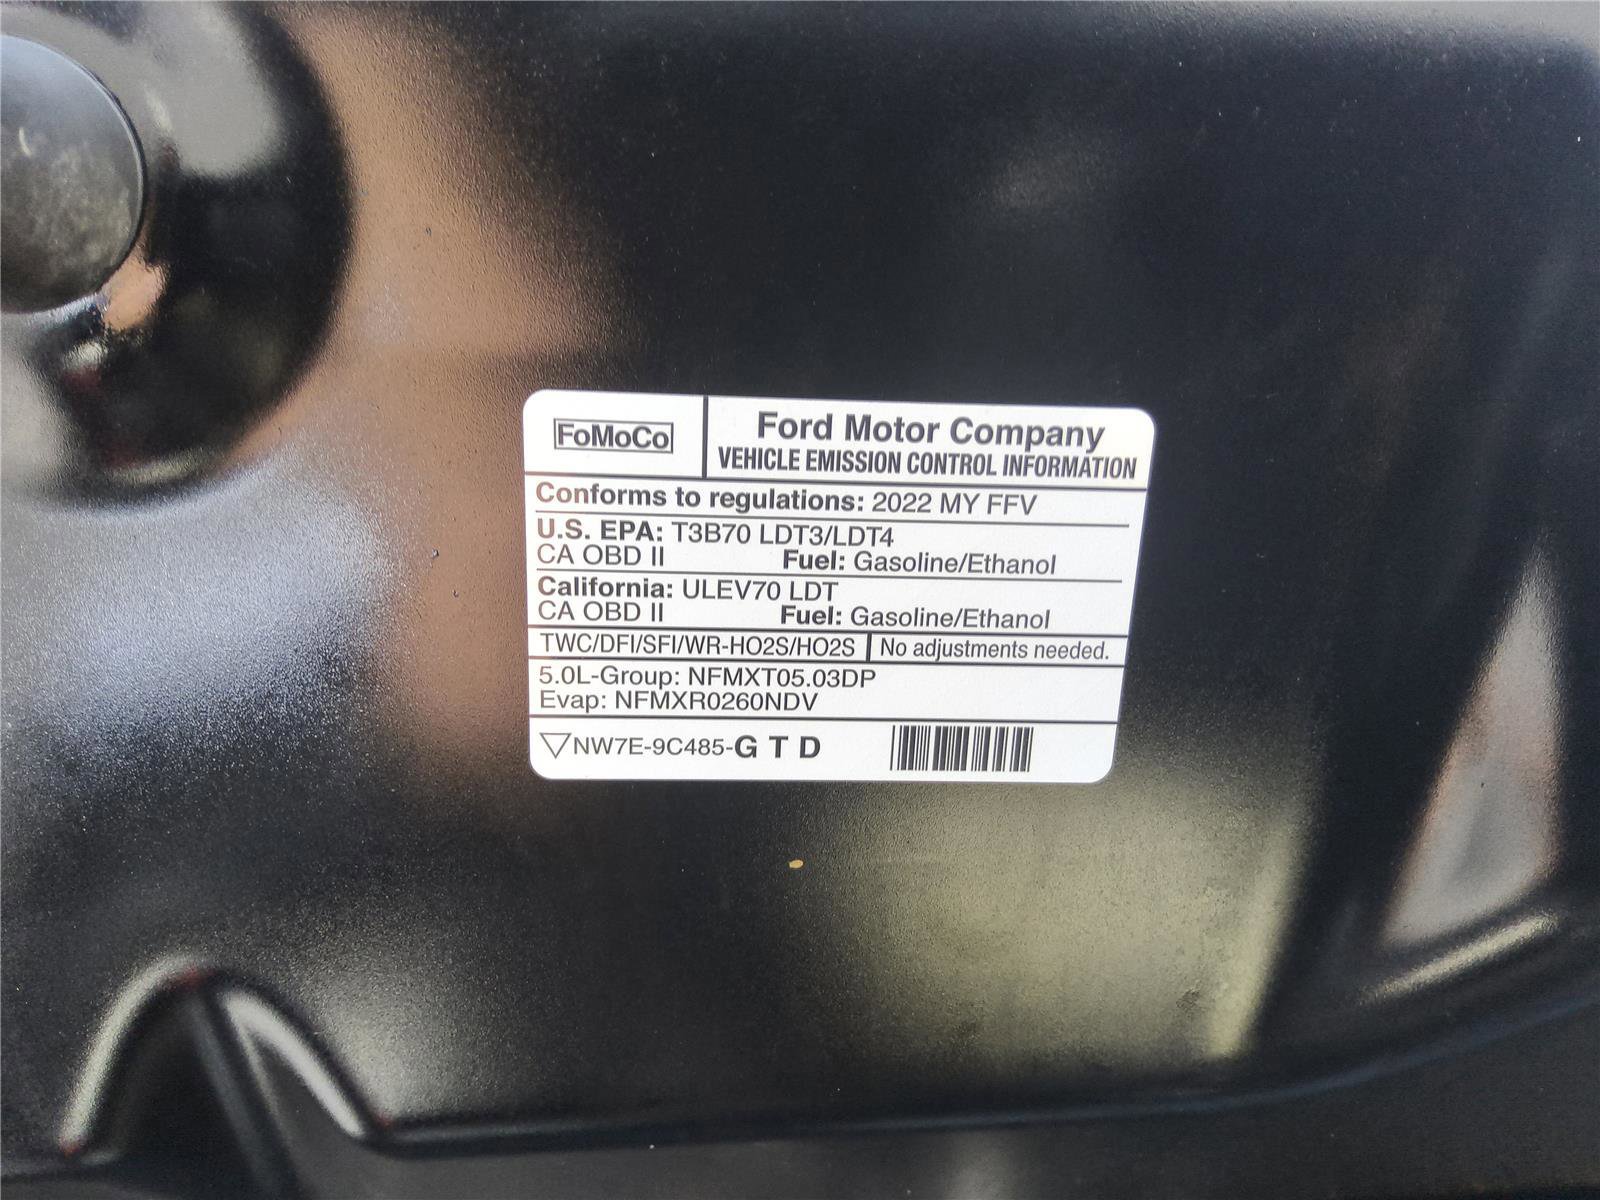 FoMoCo
Ford Motor Company
VEHICLE EMISSION CONTROL INFORMATION
Conforms to regulations: 2022 MY FFV
U.S. EPA: T3B70 LDT3/LDT4
CA OBD II Fuel: Gasoline/Ethanol
California: ULEV70 LDT
CA OBD II Fuel: Gasoline/Ethanol
TWC/DFI/SFI/WR-HO2S/HO2S No adjustments needed.
5.0L-Group: NFMXT05.03DP
Evap: NFMXR0260NDV
▽NW7E-9C485-G T D